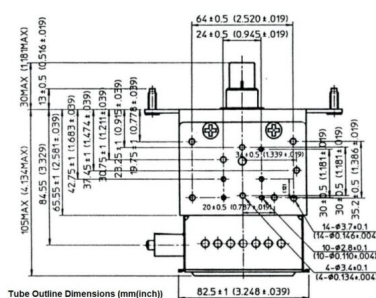 64±0.5 (2.520±.019)
24±0.5 (0.945±.019)
30MAX (1.181MAX)
13±0.5 (0.516±.019)
105MAX (4.134MAX)
84.55 (3.329)
65.55±1 (2.581±.039)
42.75±1 (1.683±.039)
37.45±1 (1.474±.039)
30.75±1 (1.211±.039)
23.25±1 (0.915±.039)
19.75±1 (0.778±.039)
34±0.5 (1.339±.019)
30±0.5 (1.181±.019)
30±0.5 (1.181±.019)
35.2±0.5 (1.386±.019)
20±0.5 (0.787±.019)
14-Ø3.7±0.1
(14-Ø0.146±.004)
10-Ø2.8±0.1
(10-Ø0.110±.004)
4-Ø3.4±0.1
(4-Ø0.134±.004)
82.5±1 (3.248±.039)
Tube Outline Dimensions (mm(inch))